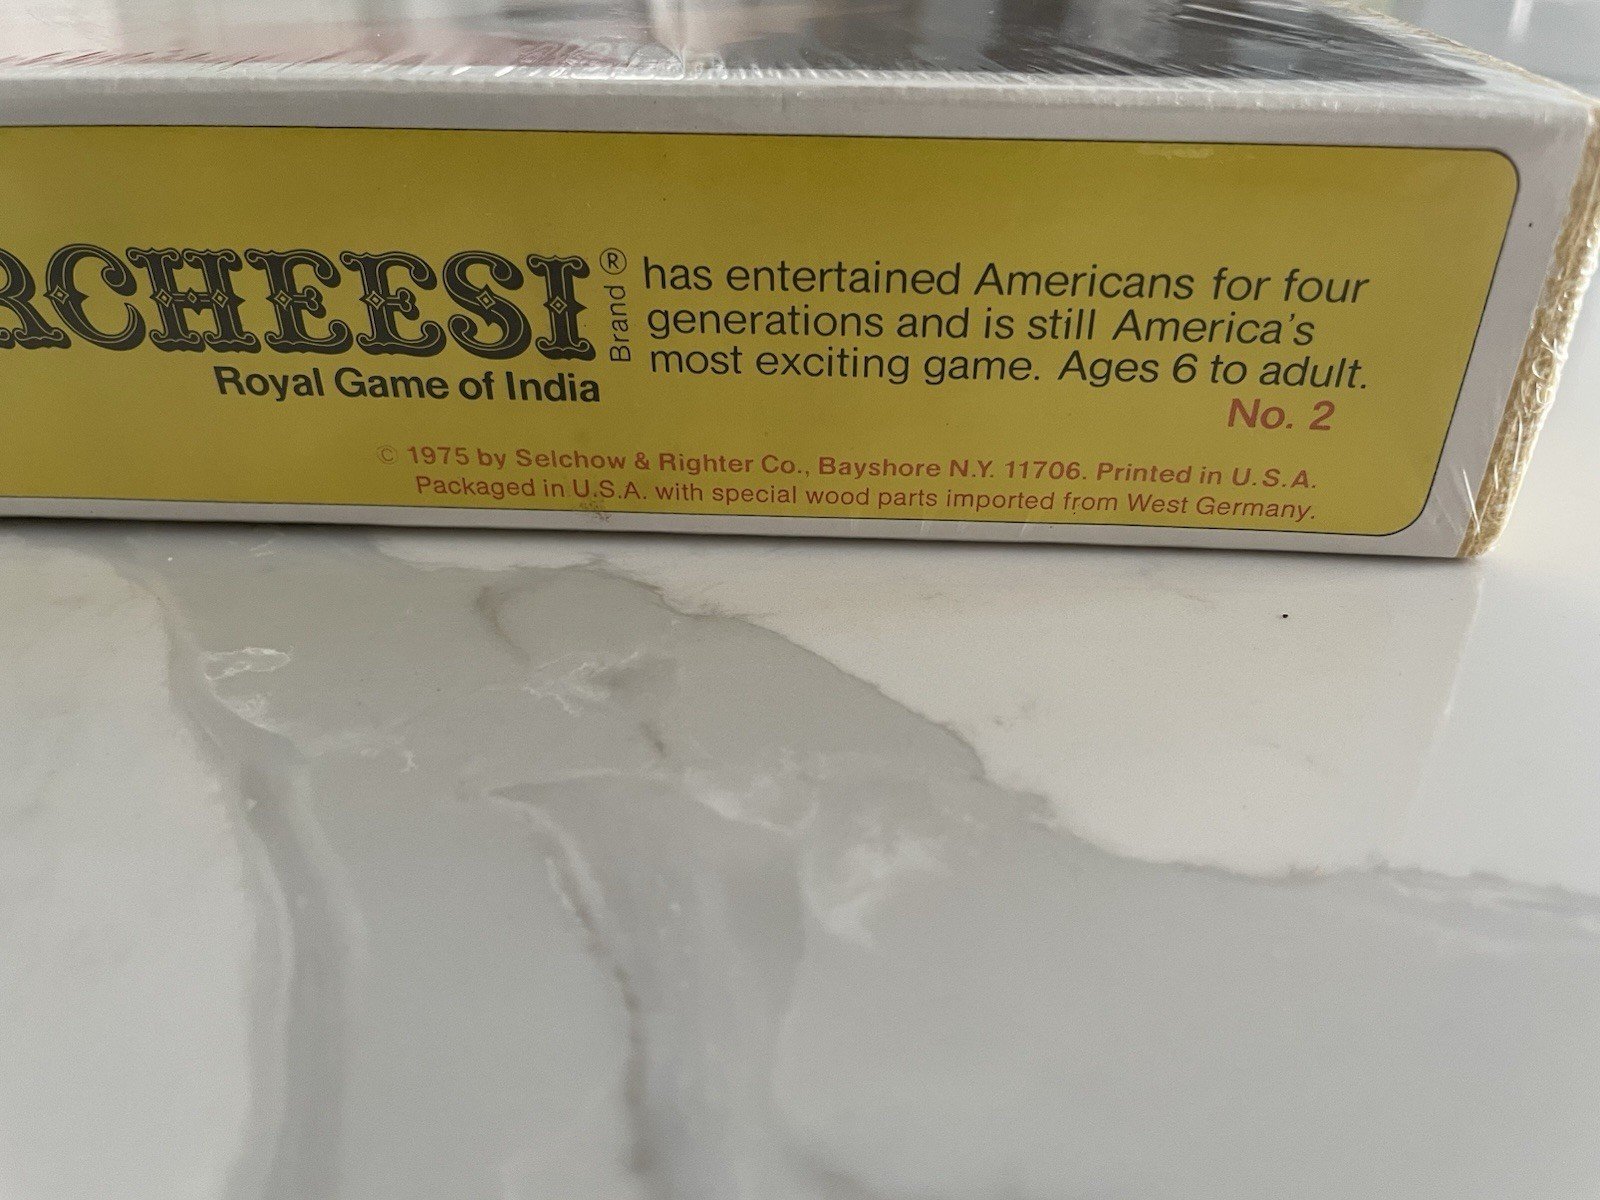 RCHEESI
Brand ®
Royal Game of India
has entertained Americans for four
generations and is still America's
most exciting game. Ages 6 to adult.
No. 2
© 1975 by Selchow & Righter Co., Bayshore N.Y. 11706. Printed in U.S.A.
Packaged in U.S.A. with special wood parts imported from West Germany.